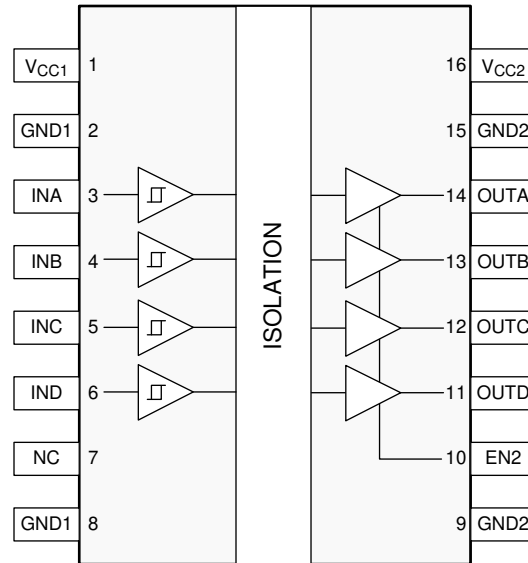 VCC1 1 16 VCC2
GND1 2 15 GND2
INA 3 14 OUTA
INB 4 13 OUTB
INC 5 12 OUTC
IND 6 11 OUTD
NC 7 10 EN2
GND1 8 9 GND2
ISOLATION